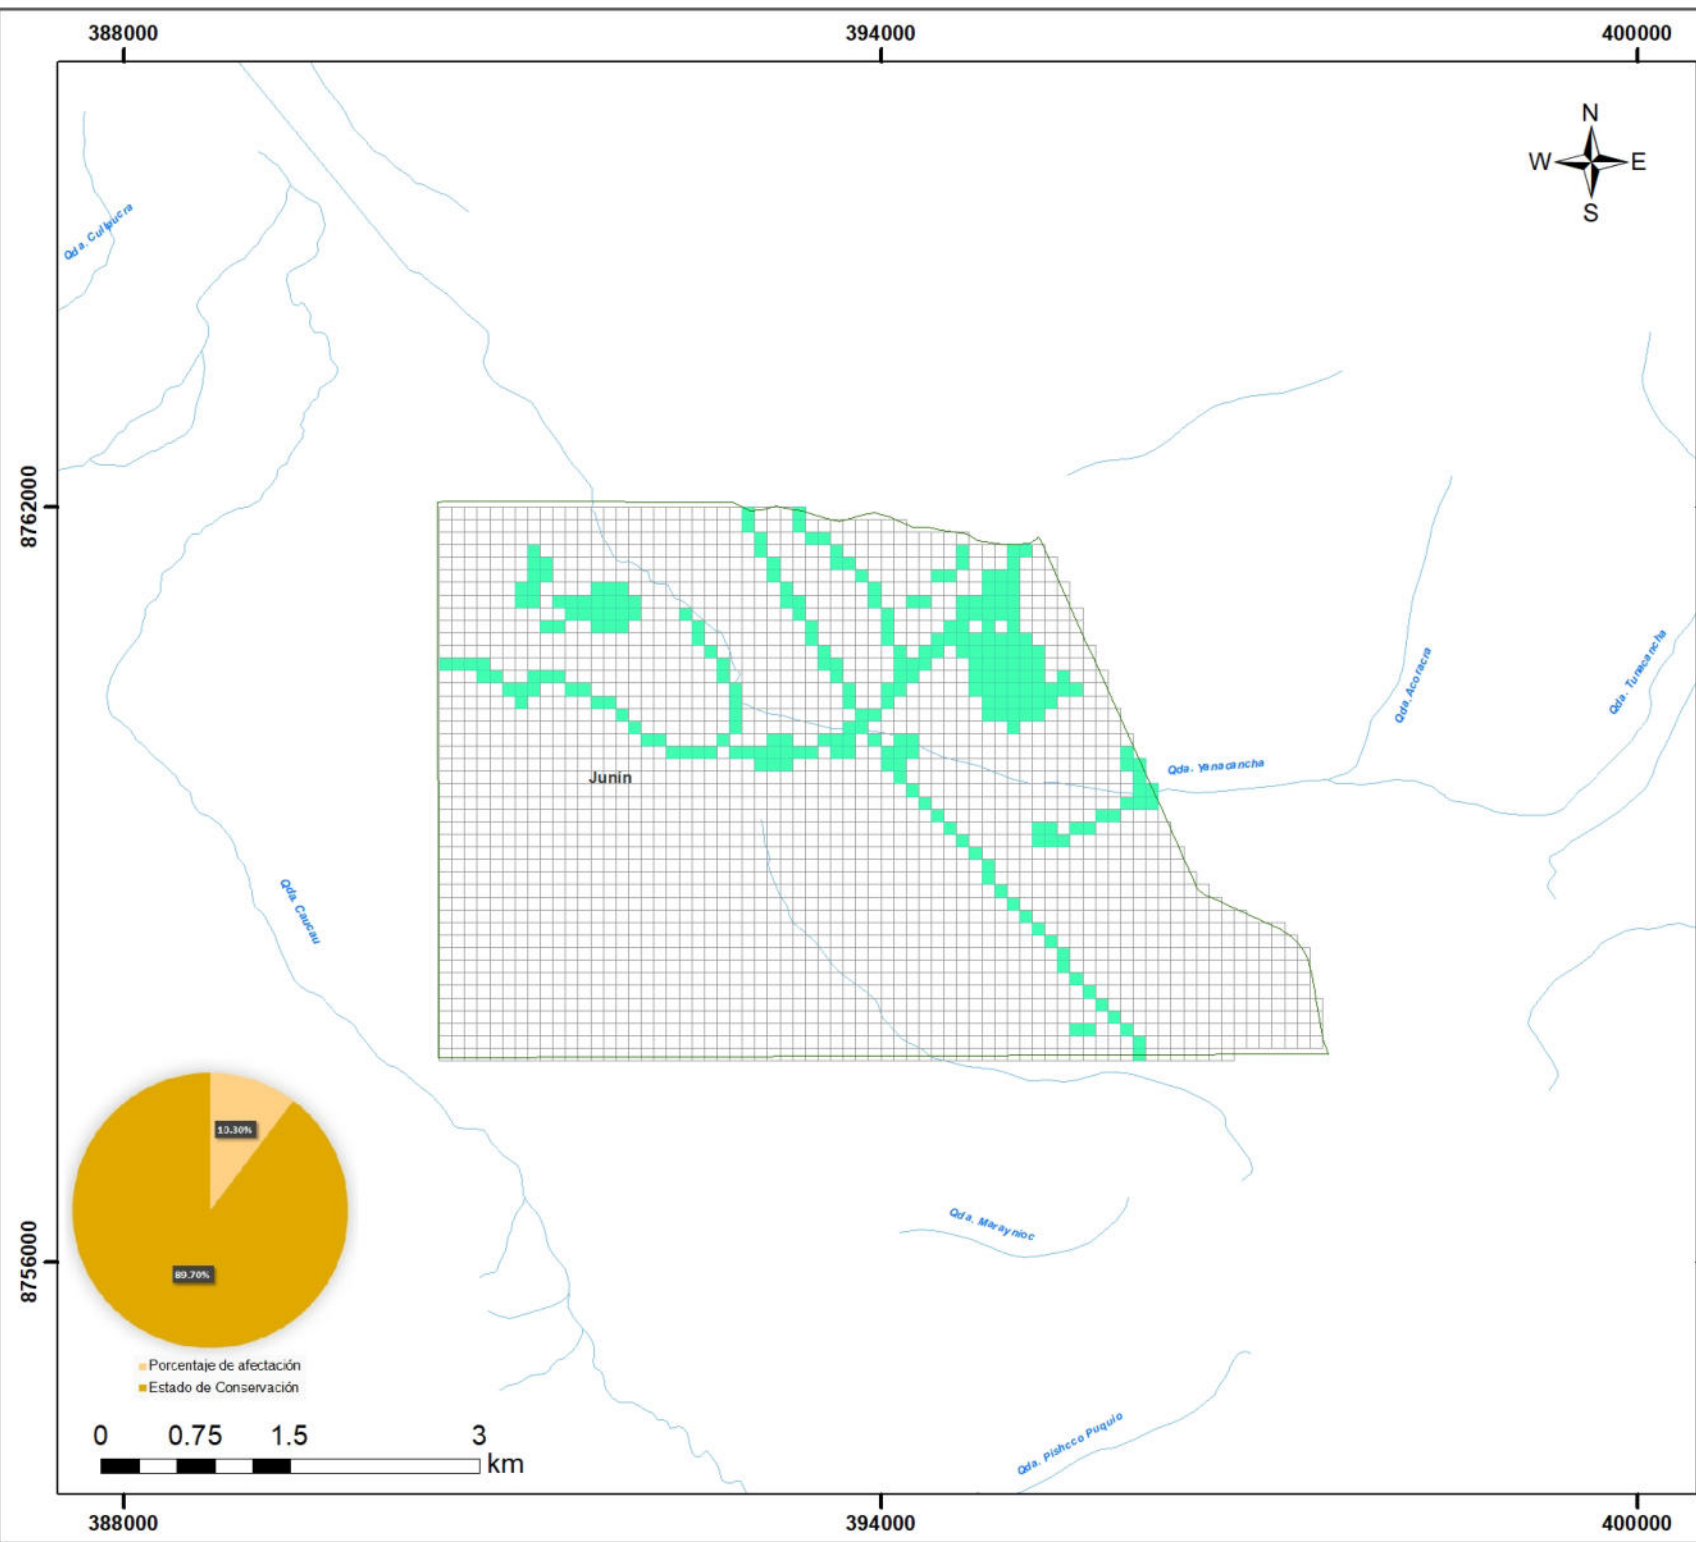 388000 394000 400000
N
W E
S
Qda. Cullpucra
8762000
Qda. Acoracra
Qda. Tunacancha
Qda. Yanacancha
Junín
Qda. Caucau
10.30%
89.70%
Qda. Maraynioc
8756000
Porcentaje de afectación
Estado de Conservación
Qda. Pishcco Puquio
0 0.75 1.5 3
km
388000 394000 400000